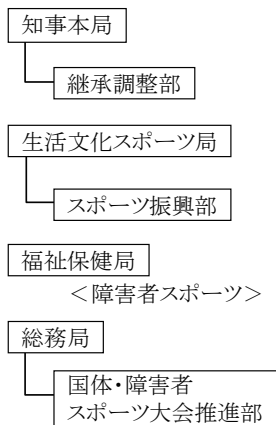 知事本局
継承調整部
生活文化スポーツ局
スポーツ振興部
福祉保健局
＜障害者スポーツ＞
総務局
国体・障害者
スポーツ大会推進部